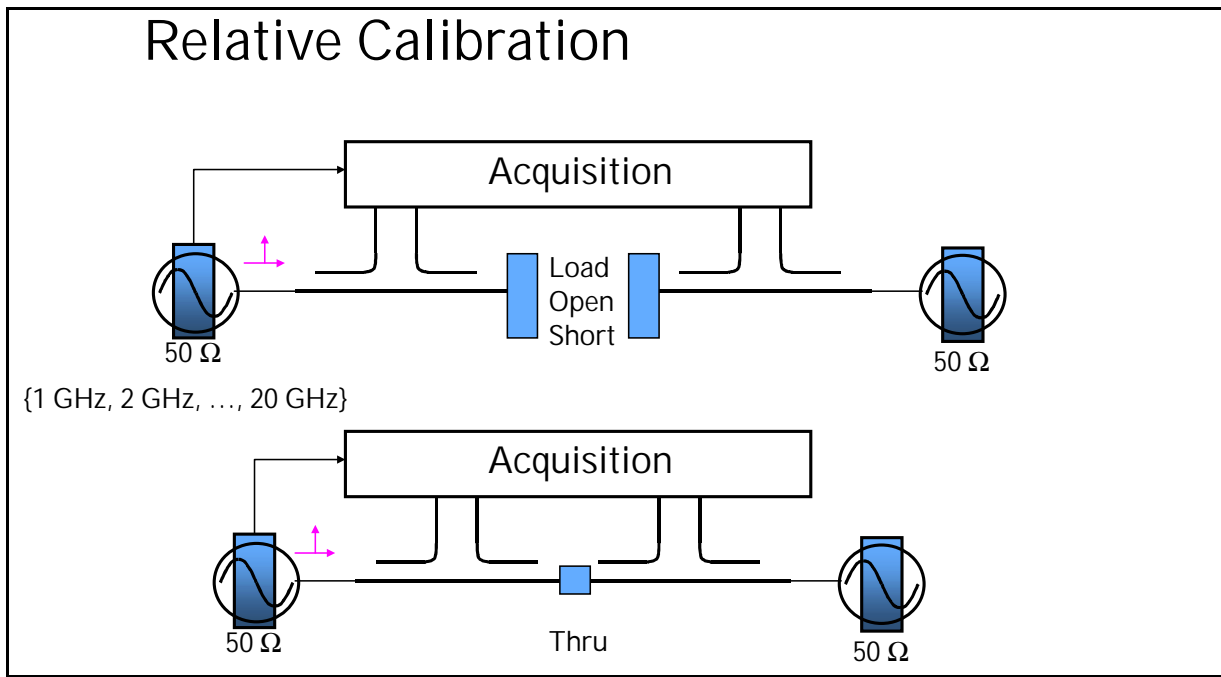 Relative Calibration
Acquisition
Load
Open
Short
50 Ω
50 Ω
{1 GHz, 2 GHz, …, 20 GHz}
Acquisition
50 Ω
Thru
50 Ω